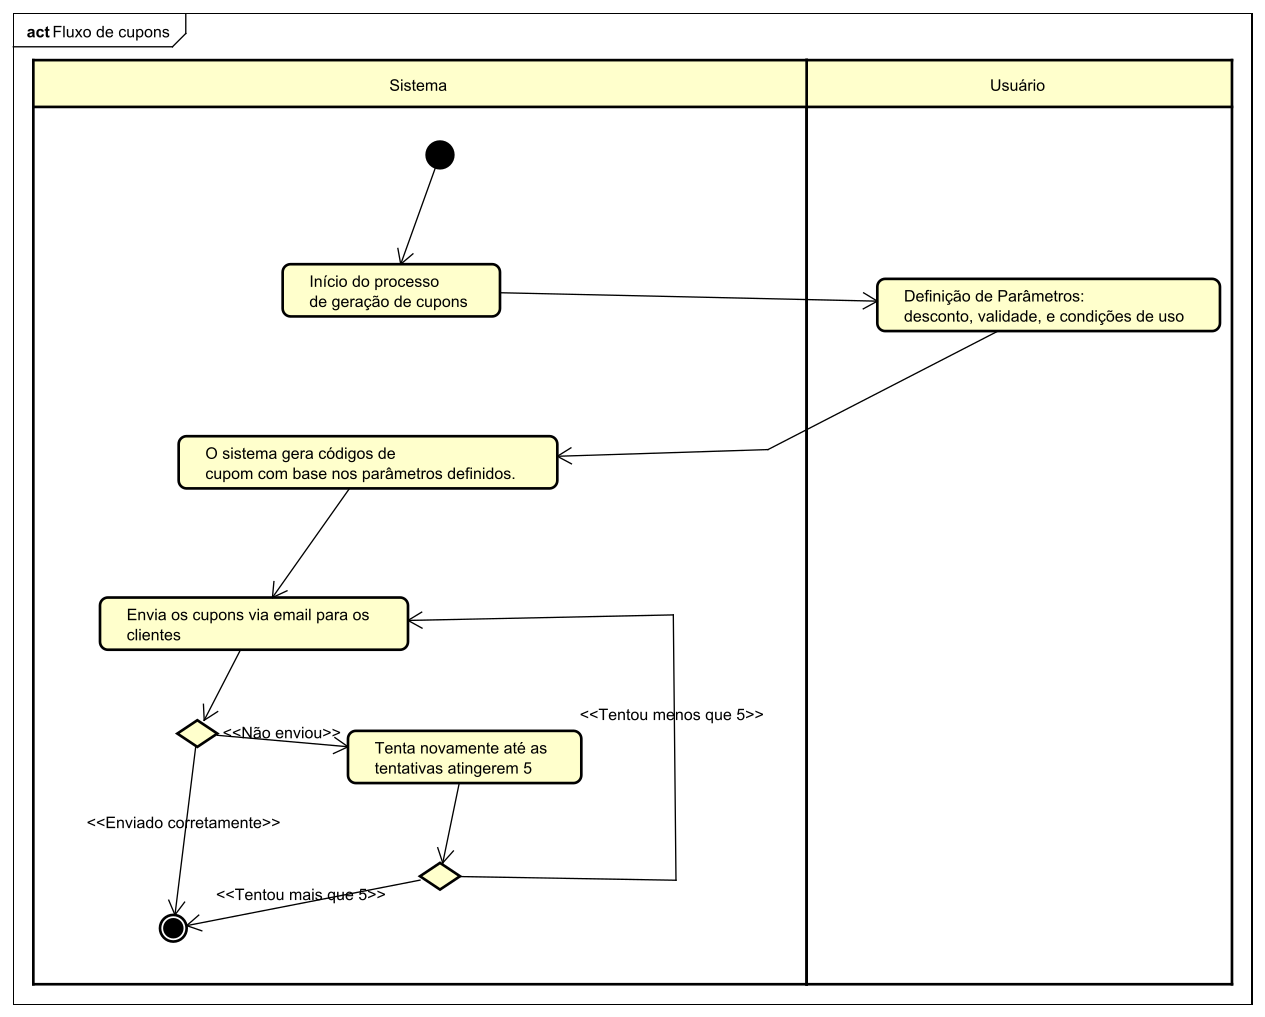 act Fluxo de cupons
Sistema
Usuário
Início do processo
de geração de cupons
Definição de Parâmetros:
desconto, validade, e condições de uso
O sistema gera códigos de
cupom com base nos parâmetros definidos.
Envia os cupons via email para os
clientes
<<Tentou menos que 5>>
<<Não enviou>>
Tenta novamente até as
tentativas atingerem 5
<<Enviado corretamente>>
<<Tentou mais que 5>>